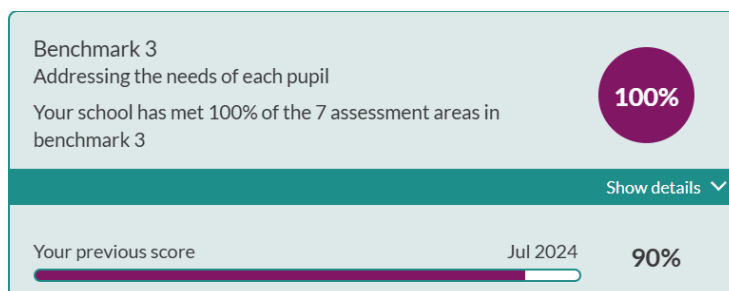 Benchmark 3
Addressing the needs of each pupil
Your school has met 100% of the 7 assessment areas in
benchmark 3
100%
Show details
Your previous score
Jul 2024
90%